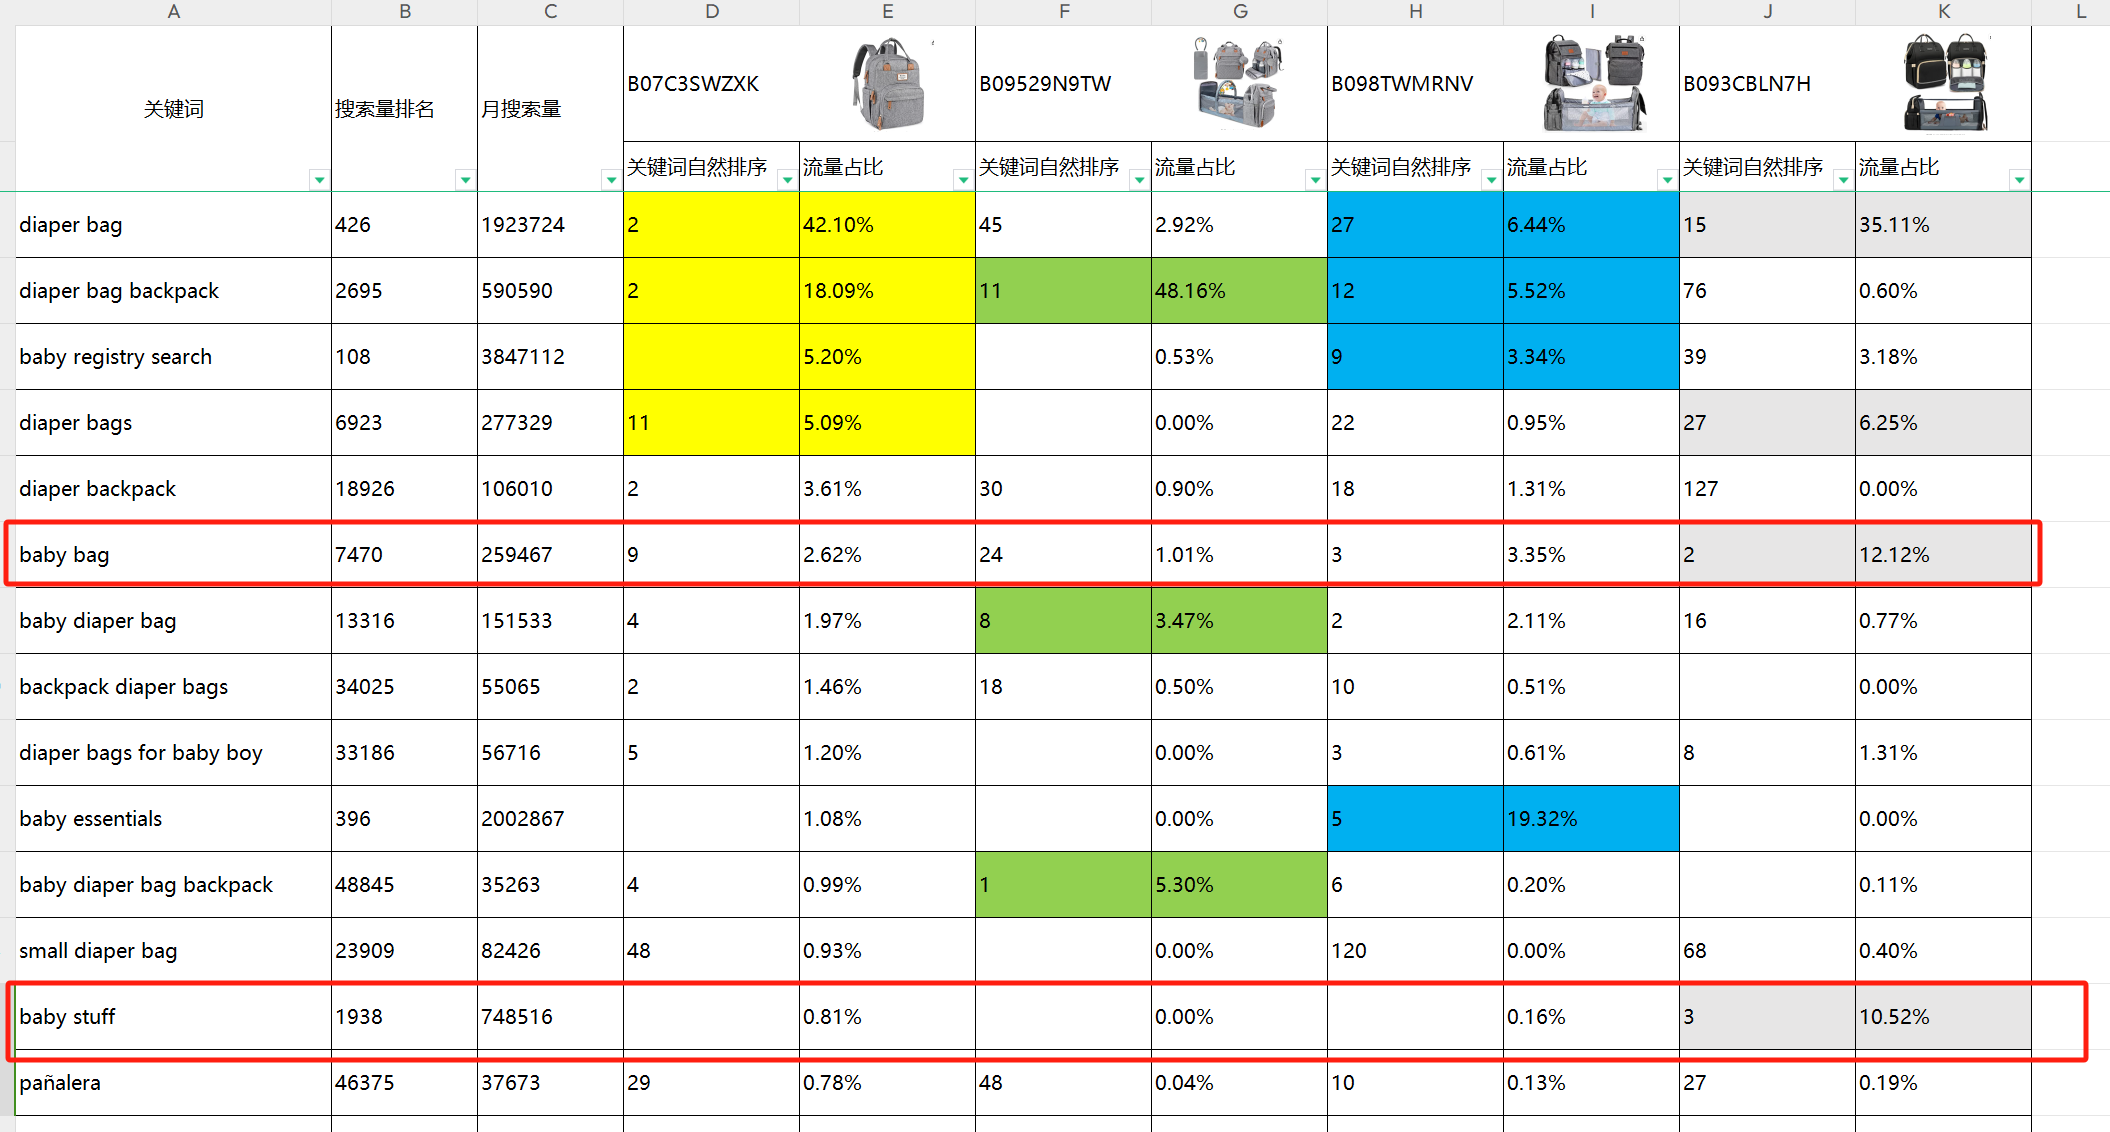 A B C D E F G H I J K L
关键词 搜索量排名 月搜索量 B07C3SWZXK B09529N9TW B098TWMRNV B093CBLN7H
关键词自然排序 流量占比 关键词自然排序 流量占比 关键词自然排序 流量占比 关键词自然排序 流量占比
diaper bag 426 1923724 2 42.10% 45 2.92% 27 6.44% 15 35.11%
diaper bag backpack 2695 590590 2 18.09% 11 48.16% 12 5.52% 76 0.60%
baby registry search 108 3847112 5.20% 0.53% 9 3.34% 39 3.18%
diaper bags 6923 277329 11 5.09% 0.00% 22 0.95% 27 6.25%
diaper backpack 18926 106010 2 3.61% 30 0.90% 18 1.31% 127 0.00%
baby bag 7470 259467 9 2.62% 24 1.01% 3 3.35% 2 12.12%
baby diaper bag 13316 151533 4 1.97% 8 3.47% 2 2.11% 16 0.77%
backpack diaper bags 34025 55065 2 1.46% 18 0.50% 10 0.51% 0.00%
diaper bags for baby boy 33186 56716 5 1.20% 0.00% 3 0.61% 8 1.31%
baby essentials 396 2002867 1.08% 0.00% 5 19.32% 0.00%
baby diaper bag backpack 48845 35263 4 0.99% 1 5.30% 6 0.20% 0.11%
small diaper bag 23909 82426 48 0.93% 0.00% 120 0.00% 68 0.40%
baby stuff 1938 748516 0.81% 0.00% 0.16% 3 10.52%
pañalera 46375 37673 29 0.78% 48 0.04% 10 0.13% 27 0.19%